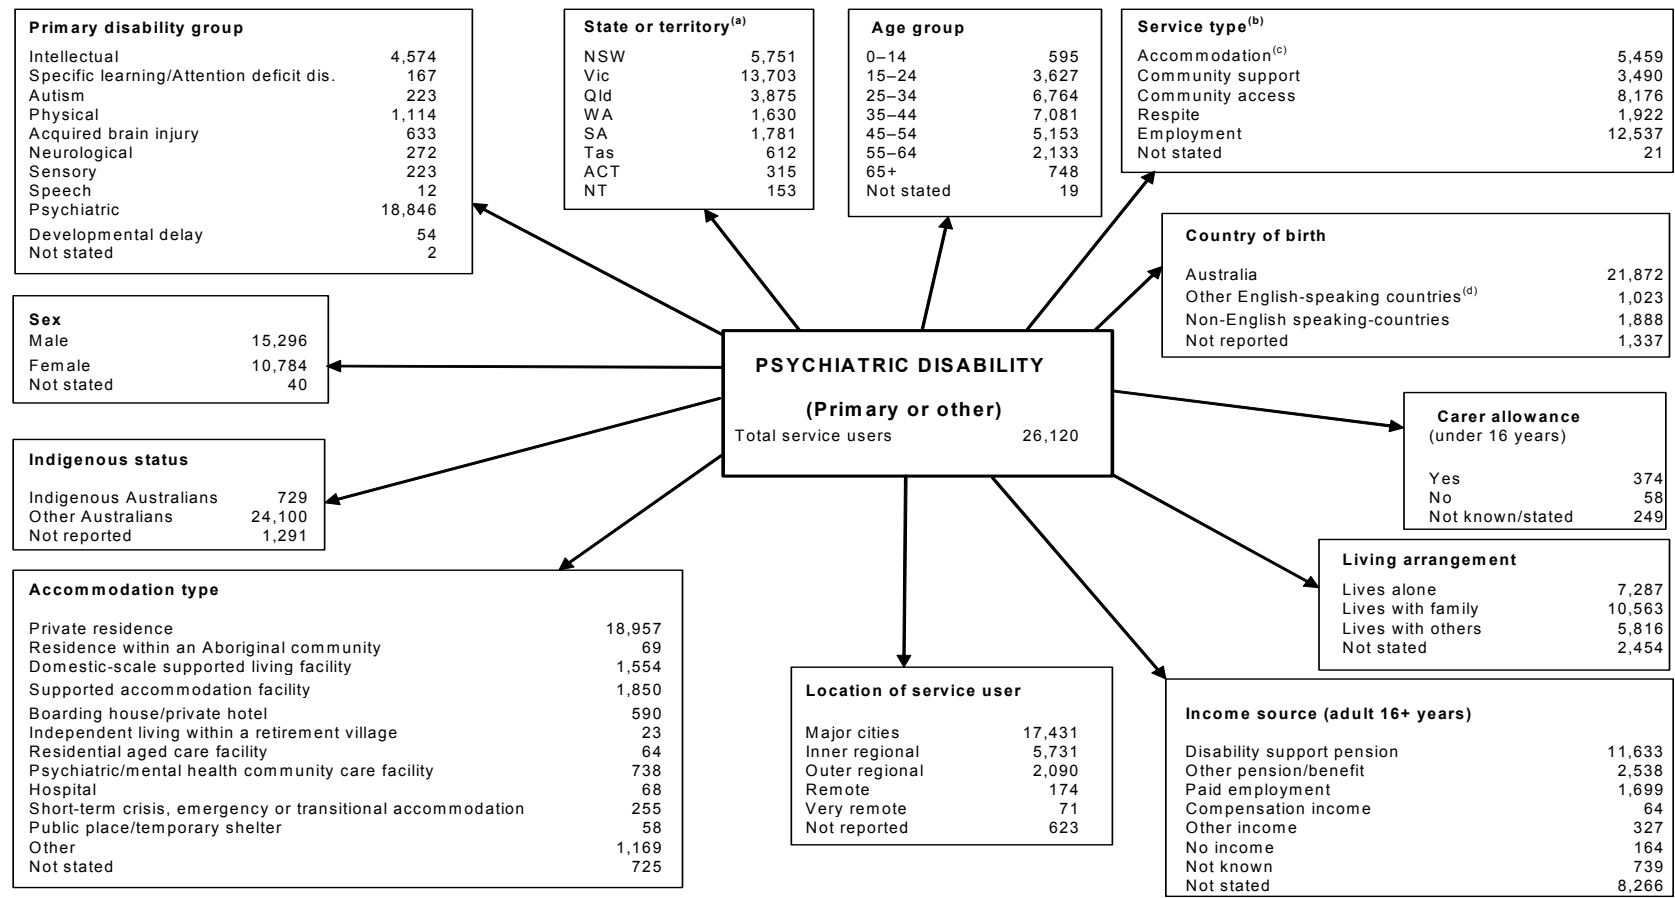 Primary disability group
Intellectual 4,574
Specific learning/Attention deficit dis. 167
Autism 223
Physical 1,114
Acquired brain injury 633
Neurological 272
Sensory 223
Speech 12
Psychiatric 18,846
Developmental delay 54
Not stated 2
State or territory(a)
NSW 5,751
Vic 13,703
Qld 3,875
WA 1,630
SA 1,781
Tas 612
ACT 315
NT 153
Age group
0–14 595
15–24 3,627
25–34 6,764
35–44 7,081
45–54 5,153
55–64 2,133
65+ 748
Not stated 19
Service type(b)
Accommodation(c) 5,459
Community support 3,490
Community access 8,176
Respite 1,922
Employment 12,537
Not stated 21
Country of birth
Australia 21,872
Other English-speaking countries(d) 1,023
Non-English speaking-countries 1,888
Not reported 1,337
Sex
Male 15,296
Female 10,784
Not stated 40
PSYCHIATRIC DISABILITY
(Primary or other)
Total service users 26,120
Carer allowance
(under 16 years)
Yes 374
No 58
Not known/stated 249
Indigenous status
Indigenous Australians 729
Other Australians 24,100
Not reported 1,291
Living arrangement
Lives alone 7,287
Lives with family 10,563
Lives with others 5,816
Not stated 2,454
Accommodation type
Private residence 18,957
Residence within an Aboriginal community 69
Domestic-scale supported living facility 1,554
Supported accommodation facility 1,850
Boarding house/private hotel 590
Independent living within a retirement village 23
Residential aged care facility 64
Psychiatric/mental health community care facility 738
Hospital 68
Short-term crisis, emergency or transitional accommodation 255
Public place/temporary shelter 58
Other 1,169
Not stated 725
Location of service user
Major cities 17,431
Inner regional 5,731
Outer regional 2,090
Remote 174
Very remote 71
Not reported 623
Income source (adult 16+ years)
Disability support pension 11,633
Other pension/benefit 2,538
Paid employment 1,699
Compensation income 64
Other income 327
No income 164
Not known 739
Not stated 8,266